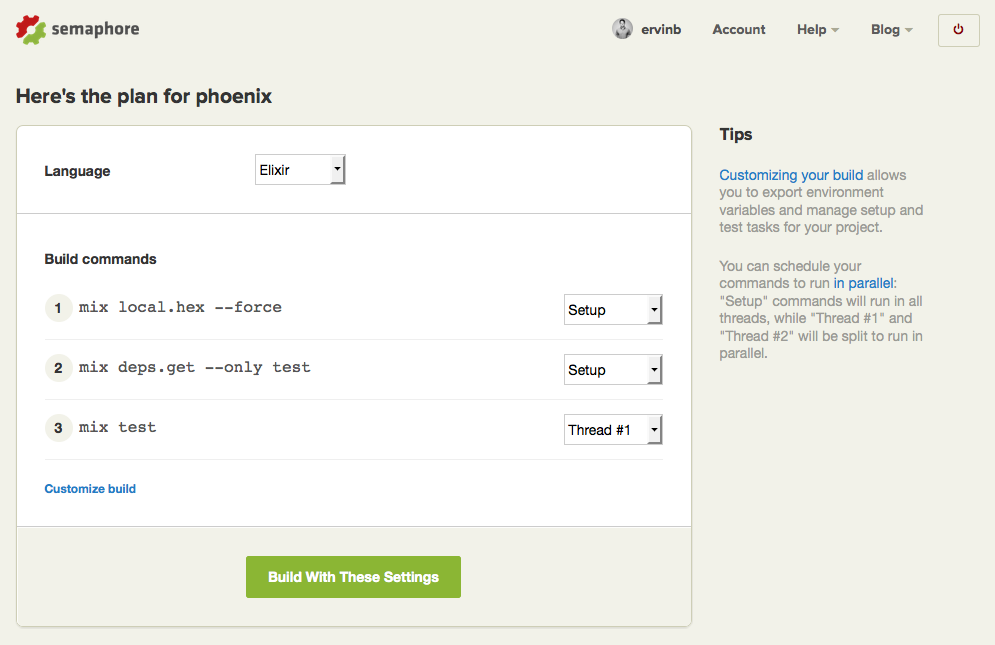 semaphore
ervinb
Account
Help
Blog
Here's the plan for phoenix
Language
Elixir
Build commands
1 mix local.hex --force
Setup
2 mix deps.get --only test
Setup
3 mix test
Thread #1
Customize build
Build With These Settings
Tips
Customizing your build allows
you to export environment
variables and manage setup and
test tasks for your project.
You can schedule your
commands to run in parallel:
"Setup" commands will run in all
threads, while "Thread #1" and
"Thread #2" will be split to run in
parallel.